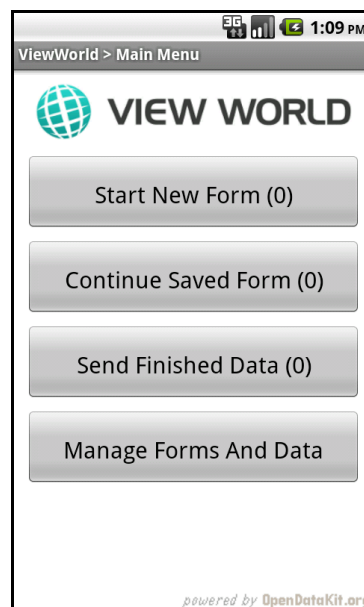 3G 1:09 PM
ViewWorld > Main Menu
VIEW WORLD
Start New Form (0)
Continue Saved Form (0)
Send Finished Data (0)
Manage Forms And Data
powered by OpenDataKit.org